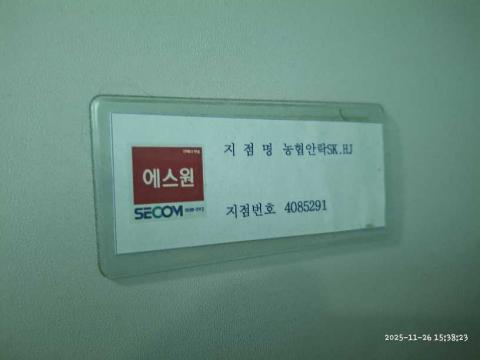 지 점 명 농협안락SK.HJ
에스원
SECOM
지점번호 4085291
2025-11-26 15:38:23